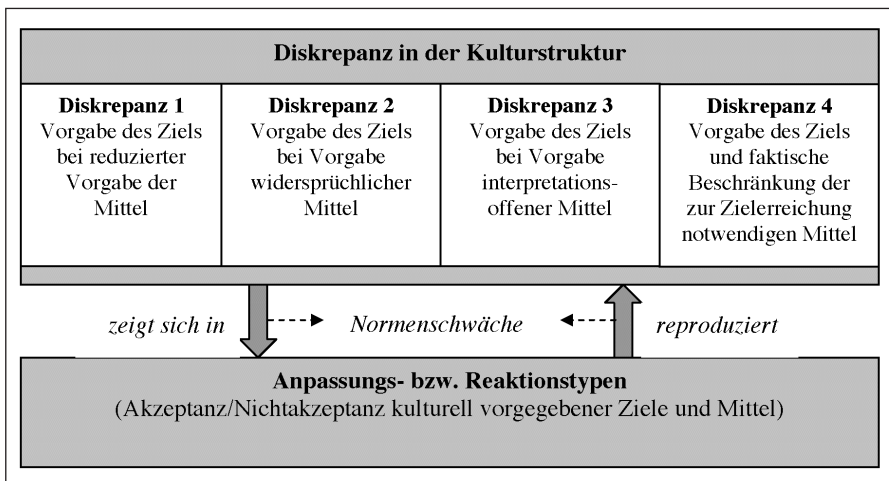 Diskrepanz in der Kulturstruktur
Diskrepanz 1
Vorgabe des Ziels
bei reduzierter
Vorgabe der
Mittel
Diskrepanz 2
Vorgabe des Ziels
bei Vorgabe
widersprüchlicher
Mittel
Diskrepanz 3
Vorgabe des Ziels
bei Vorgabe
interpretations-
offener Mittel
Diskrepanz 4
Vorgabe des Ziels
und faktische
Beschränkung der
zur Zielerreichung
notwendigen Mittel
zeigt sich in Normenschwäche reproduziert
Anpassungs- bzw. Reaktionstypen
(Akzeptanz/Nichtakzeptanz kulturell vorgegebener Ziele und Mittel)